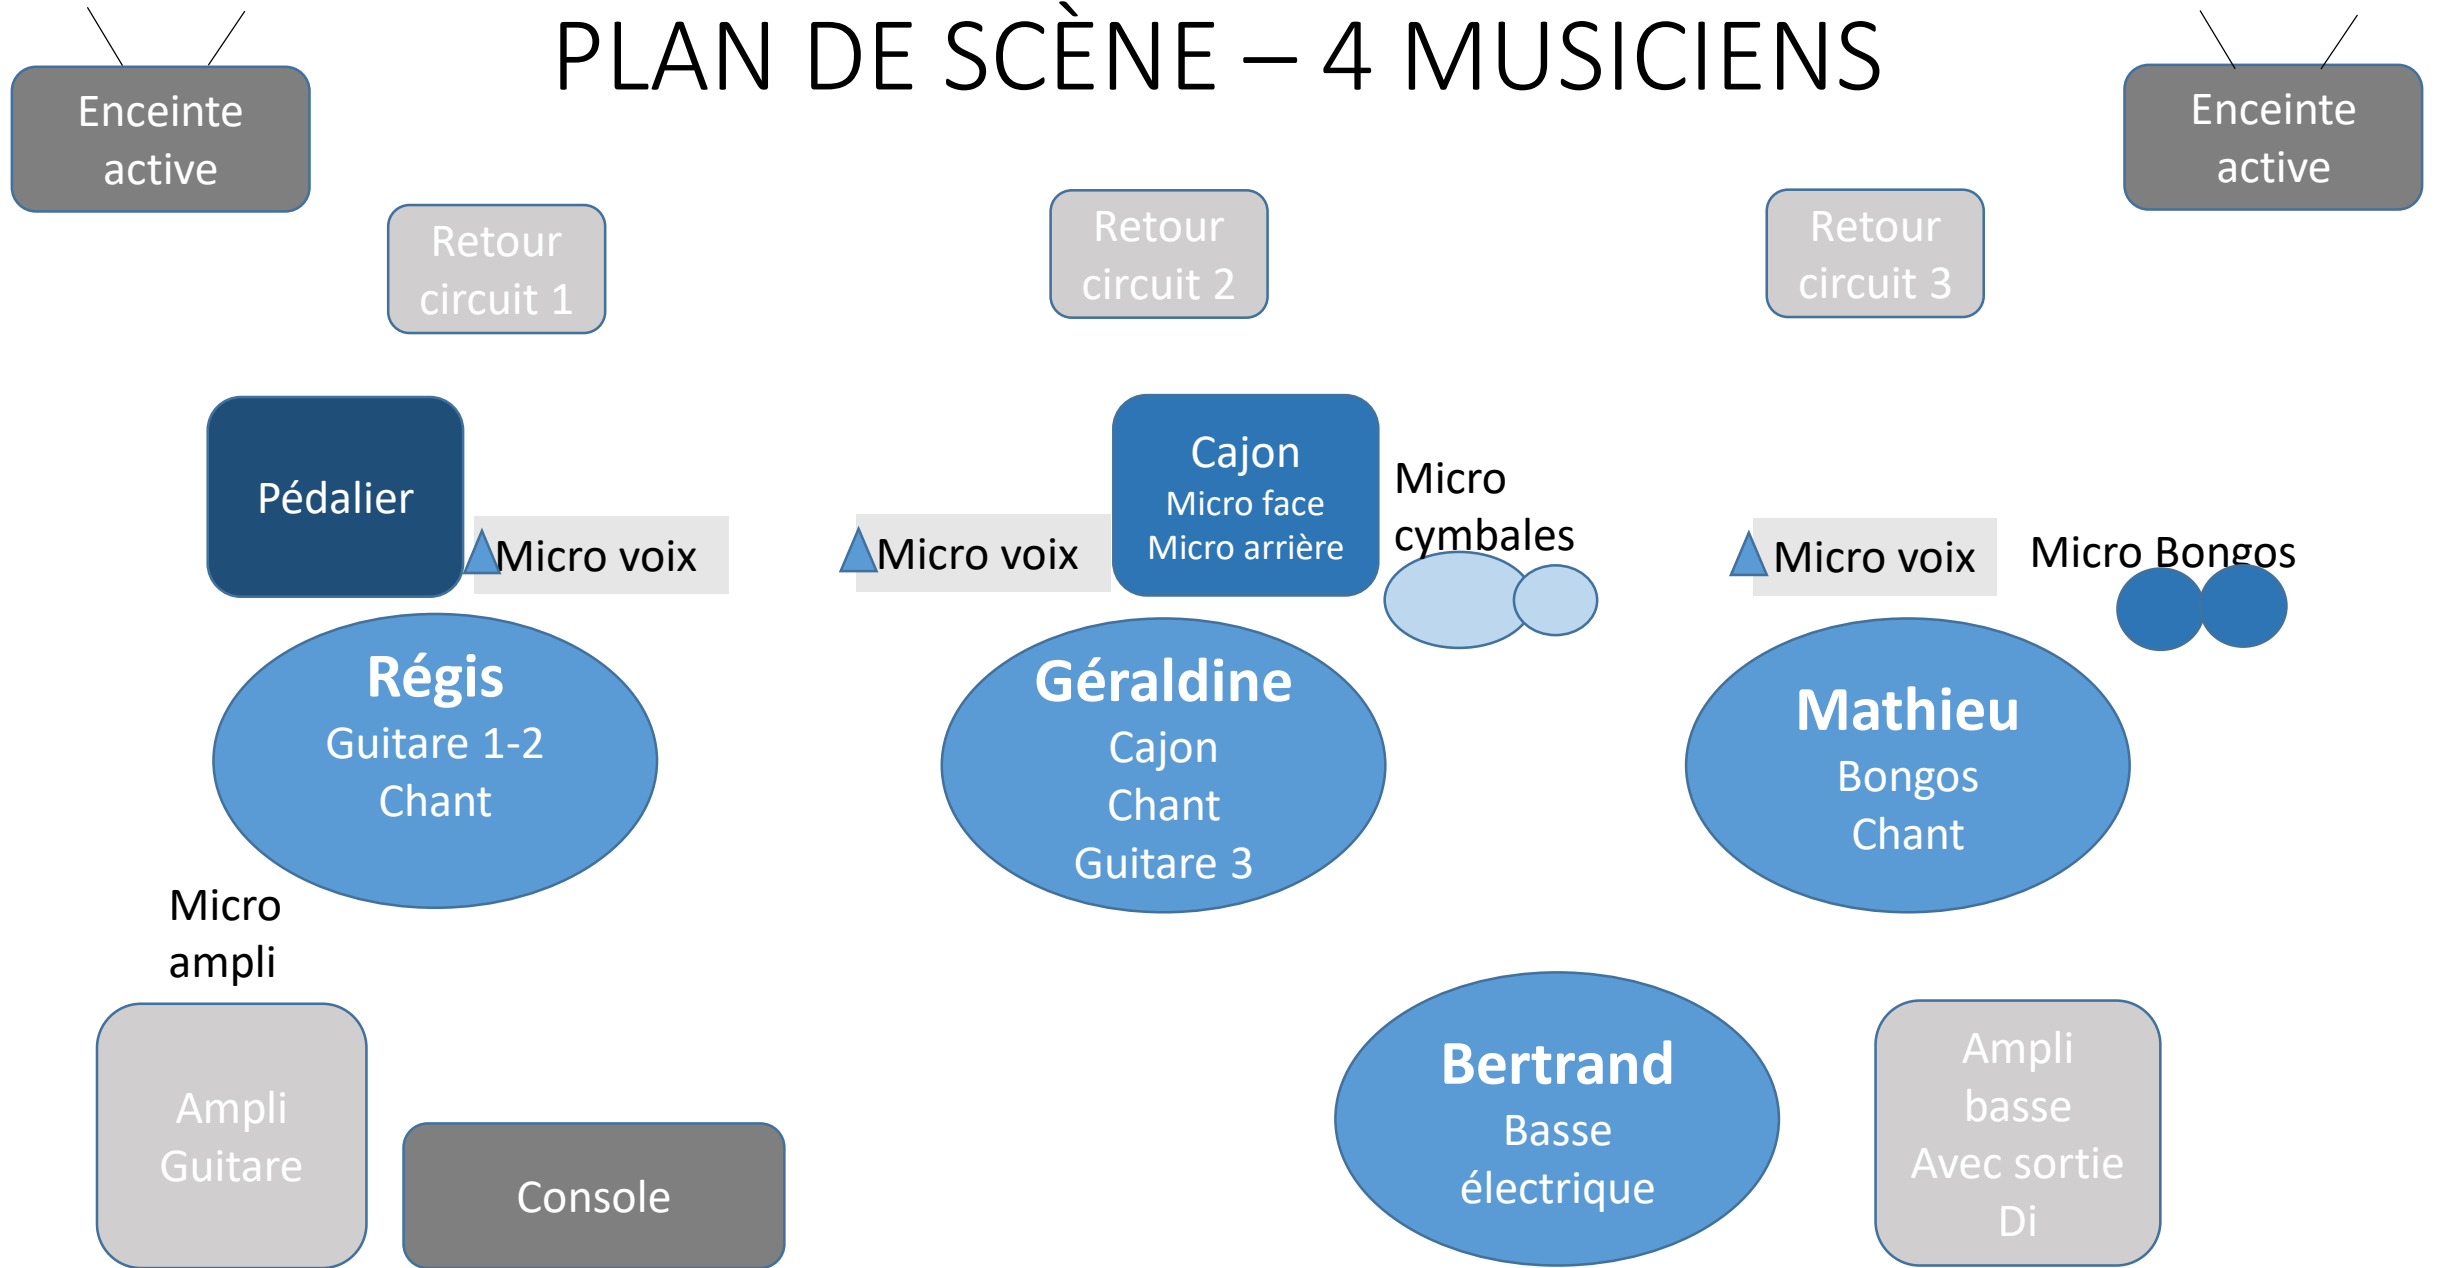 PLAN DE SCÈNE – 4 MUSICIENS
Enceinte
active
Enceinte
active
Retour
circuit 1
Retour
circuit 2
Retour
circuit 3
Pédalier
Micro voix
Micro voix
Cajon
Micro face
Micro arrière
Micro
cymbales
Micro voix
Micro Bongos
Régis
Guitare 1-2
Chant
Géraldine
Cajon
Chant
Guitare 3
Mathieu
Bongos
Chant
Micro
ampli
Ampli
Guitare
Console
Bertrand
Basse
électrique
Ampli
basse
Avec sortie
Di